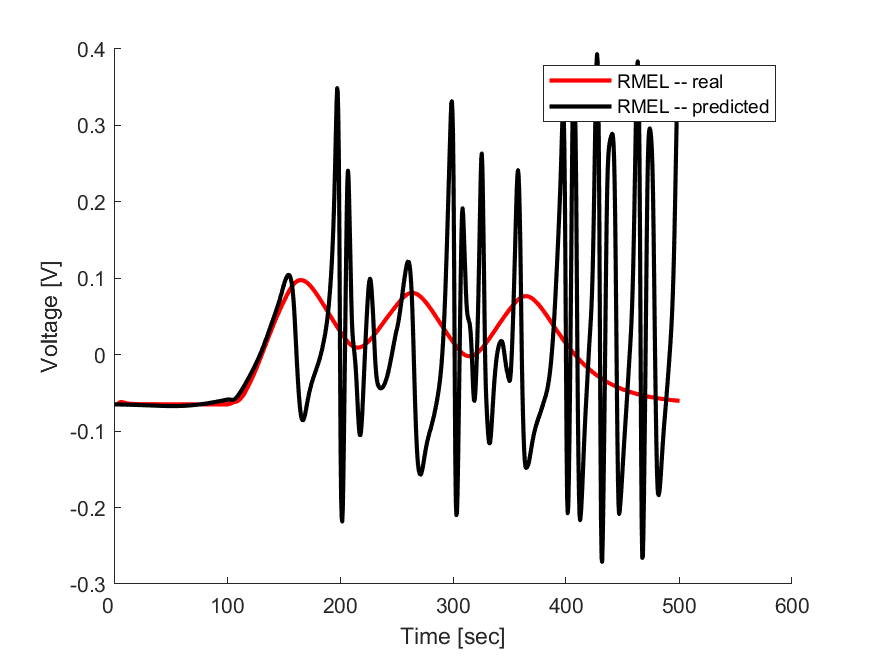 0.4
0.3
0.2
0.1
0
-0.1
-0.2
-0.3
0 100 200 300 400 500 600
Time [sec]
Voltage [V]
RMEL -- real
RMEL -- predicted